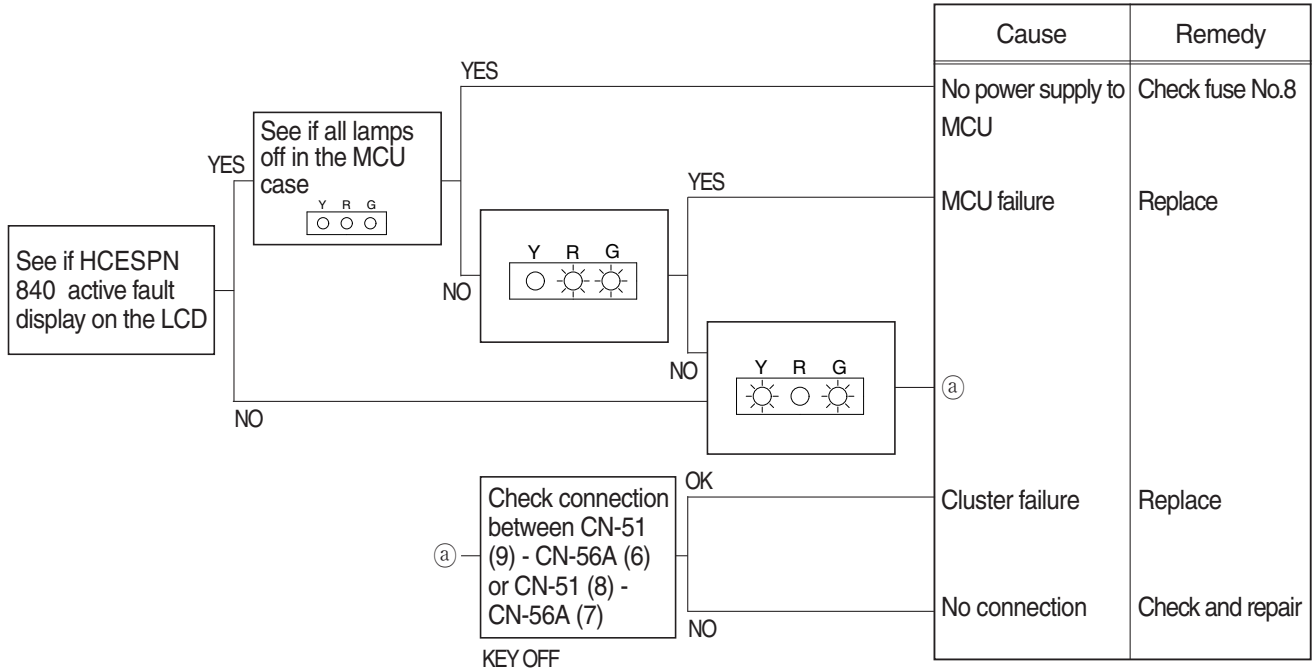 Cause
Remedy
YES
No power supply to
MCU
Check fuse No.8
See if all lamps
off in the MCU
case
Y R G
YES
YES
MCU failure
Replace
See if HCESPN
840 active fault
display on the LCD
Y R G
NO
NO
Y R G
ⓐ
NO
OK
Check connection
between CN-51
(9) - CN-56A (6)
or CN-51 (8) -
CN-56A (7)
ⓐ
Cluster failure
Replace
No connection
Check and repair
NO
KEY OFF